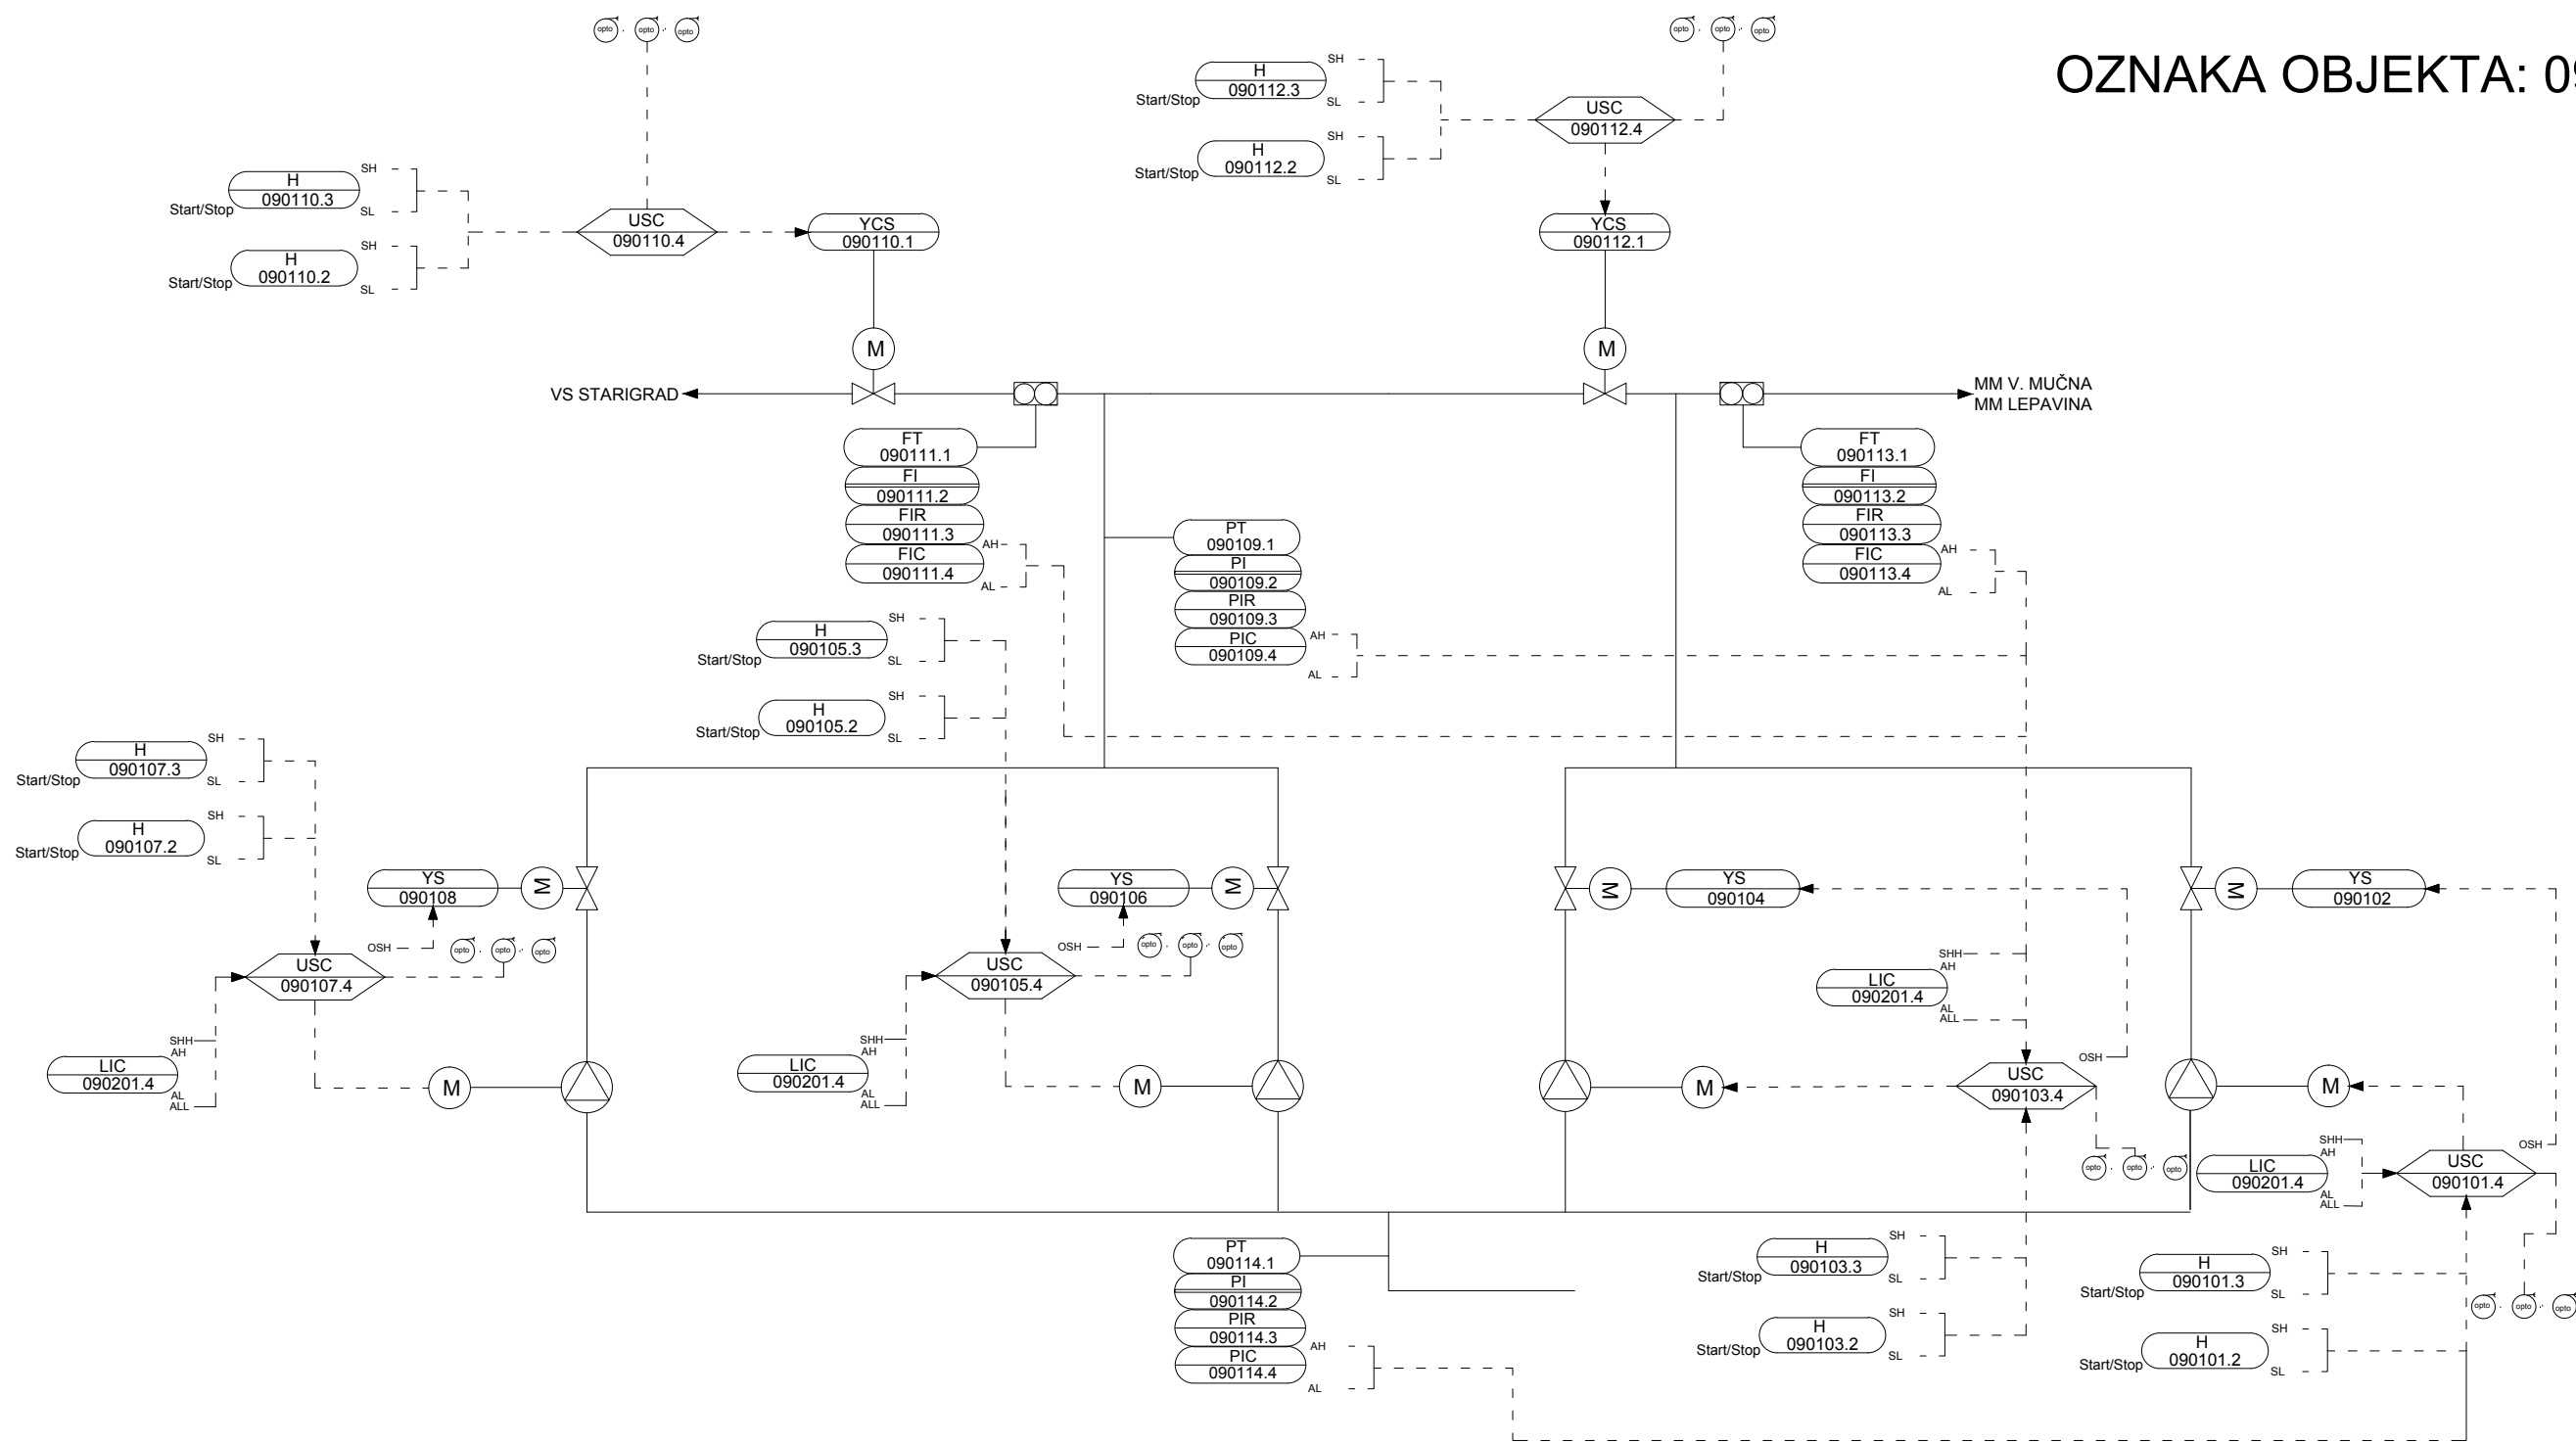 opto
opto
opto
opto
opto
opto
OZNAKA OBJEKTA: 09
H
090112.3
Start/Stop
SH
SL
H
090112.2
Start/Stop
SH
SL
USC
090112.4
H
090110.3
Start/Stop
SH
SL
H
090110.2
Start/Stop
SH
SL
USC
090110.4
YCS
090110.1
YCS
090112.1
M
M
VS STARIGRAD
MM V. MUČNA
MM LEPAVINA
FT
090111.1
FI
090111.2
FIR
090111.3
FIC
090111.4
AH
AL
PT
090109.1
PI
090109.2
PIR
090109.3
PIC
090109.4
AH
AL
FT
090113.1
FI
090113.2
FIR
090113.3
FIC
090113.4
AH
AL
H
090105.3
Start/Stop
SH
SL
H
090105.2
Start/Stop
SH
SL
H
090107.3
Start/Stop
SH
SL
H
090107.2
Start/Stop
SH
SL
YS
090108
M
OSH
opto
opto
opto
USC
090107.4
SHH
AH
LIC
090201.4
AL
ALL
M
YS
090106
M
OSH
opto
opto
opto
USC
090105.4
SHH
AH
LIC
090201.4
AL
ALL
M
M
YS
090104
SHH
AH
LIC
090201.4
AL
ALL
M
USC
090103.4
OSH
opto
opto
opto
M
YS
090102
M
SHH
AH
LIC
090201.4
AL
ALL
USC
090101.4
OSH
opto
opto
opto
PT
090114.1
PI
090114.2
PIR
090114.3
PIC
090114.4
AH
AL
H
090103.3
Start/Stop
SH
SL
H
090103.2
Start/Stop
SH
SL
H
090101.3
Start/Stop
SH
SL
H
090101.2
Start/Stop
SH
SL